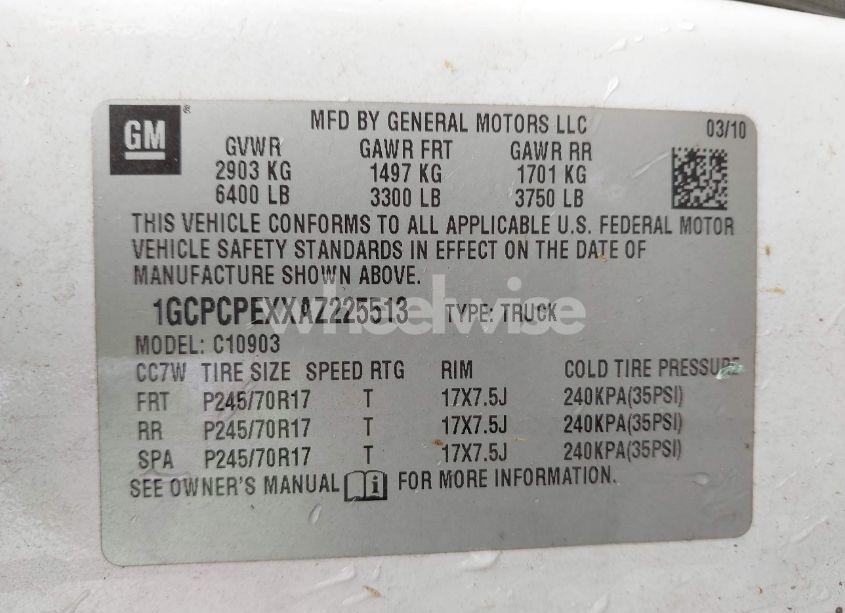 GM ®
MFD BY GENERAL MOTORS LLC 03/10
GVWR GAWR FRT GAWR RR
2903 KG 1497 KG 1701 KG
6400 LB 3300 LB 3750 LB
THIS VEHICLE CONFORMS TO ALL APPLICABLE U.S. FEDERAL MOTOR
VEHICLE SAFETY STANDARDS IN EFFECT ON THE DATE OF
MANUFACTURE SHOWN ABOVE.
1GCPCPEXXAZ225513 TYPE: TRUCK
wheelwise
MODEL: C10903
CC7W TIRE SIZE SPEED RTG RIM COLD TIRE PRESSURE
FRT P245/70R17 T 17X7.5J 240KPA(35PSI)
RR P245/70R17 T 17X7.5J 240KPA(35PSI)
SPA P245/70R17 T 17X7.5J 240KPA(35PSI)
SEE OWNER'S MANUAL i FOR MORE INFORMATION.